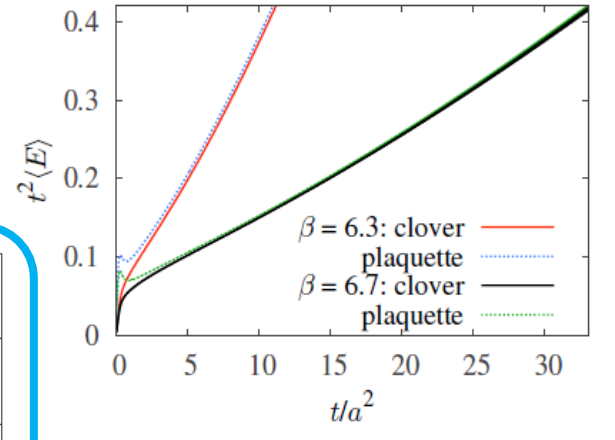 0.4
0.3
0.2
0.1
0
t²⟨E⟩
β = 6.3: clover
plaquette
β = 6.7: clover
plaquette
0 5 10 15 20 25 30
t/a²